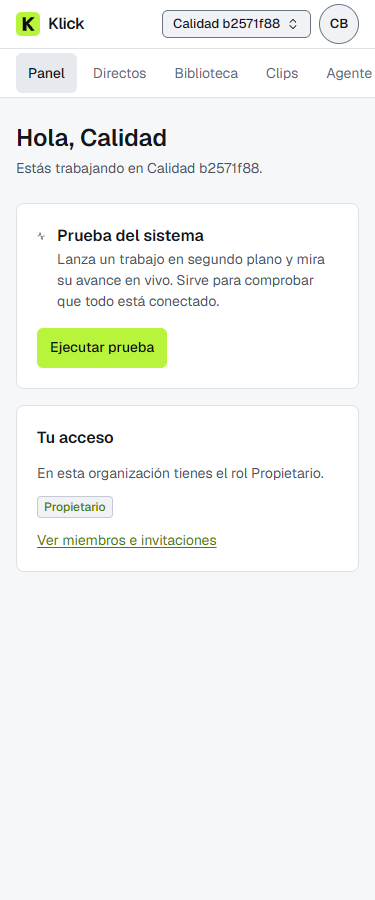 K Klick
Calidad b2571f88
CB
Panel Directos Biblioteca Clips Agente
Hola, Calidad
Estás trabajando en Calidad b2571f88.
Prueba del sistema
Lanza un trabajo en segundo plano y mira
su avance en vivo. Sirve para comprobar
que todo está conectado.
Ejecutar prueba
Tu acceso
En esta organización tienes el rol Propietario.
Propietario
Ver miembros e invitaciones